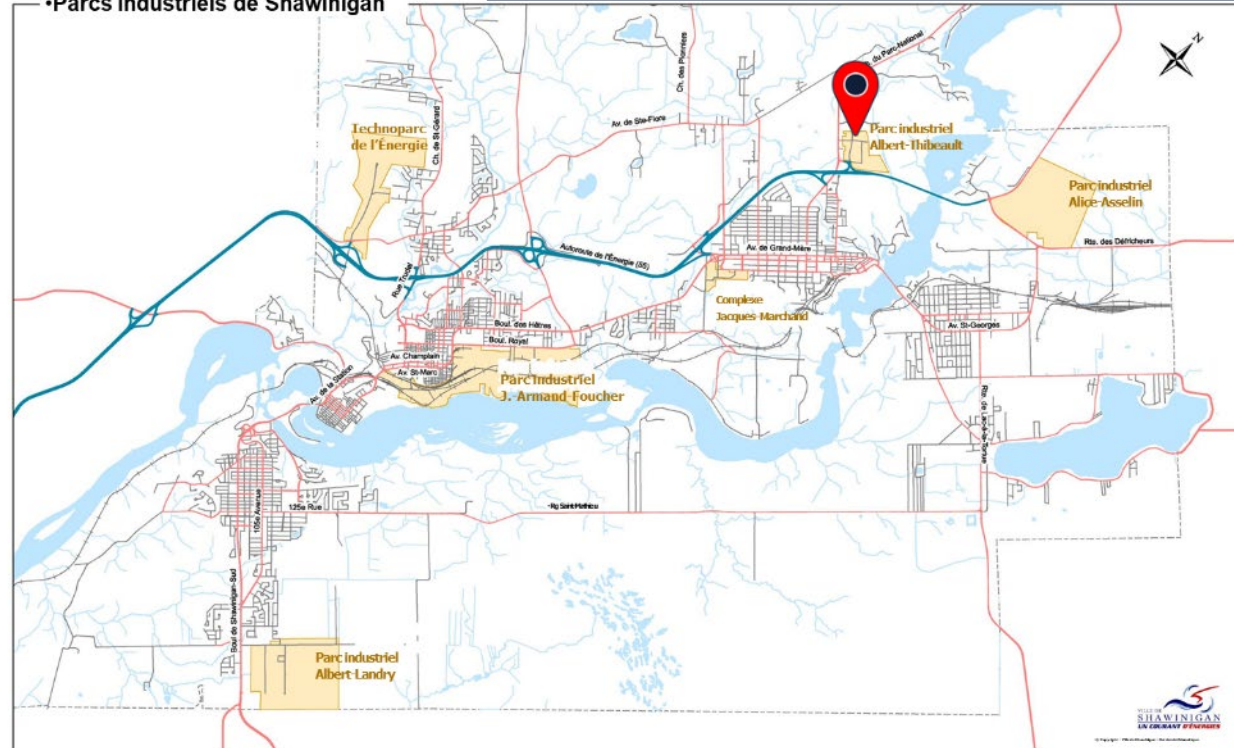 •Parcs industriels de Shawinigan
N
Ch. des Pionniers
du Parc-National
Av. de Ste-Flore
Technoparc
de l'Énergie
Ch. de St-Gérard
Parc industriel
Albert-Thibeault
Parc industriel
Alice-Asselin
Rte. des Défricheurs
Av. de Grand-Mère
Autoroute de l'Énergie (55)
Rue Trudel
Complexe
Jacques-Marchand
Av. St-Georges
Boul. des Hêtres
Boul. Royal
Av. Champlain
Av. St-Marc
Av. de la Station
Parc industriel
J.-Armand-Foucher
Rte. de Lac-à-la-Tortue
105e Avenue
125e Rue
Rg Saint-Mathieu
Boul de Shawinigan-Sud
Parc industriel
Albert-Landry
VILLE DE
SHAWINIGAN
UN COURANT D'ÉNERGIES